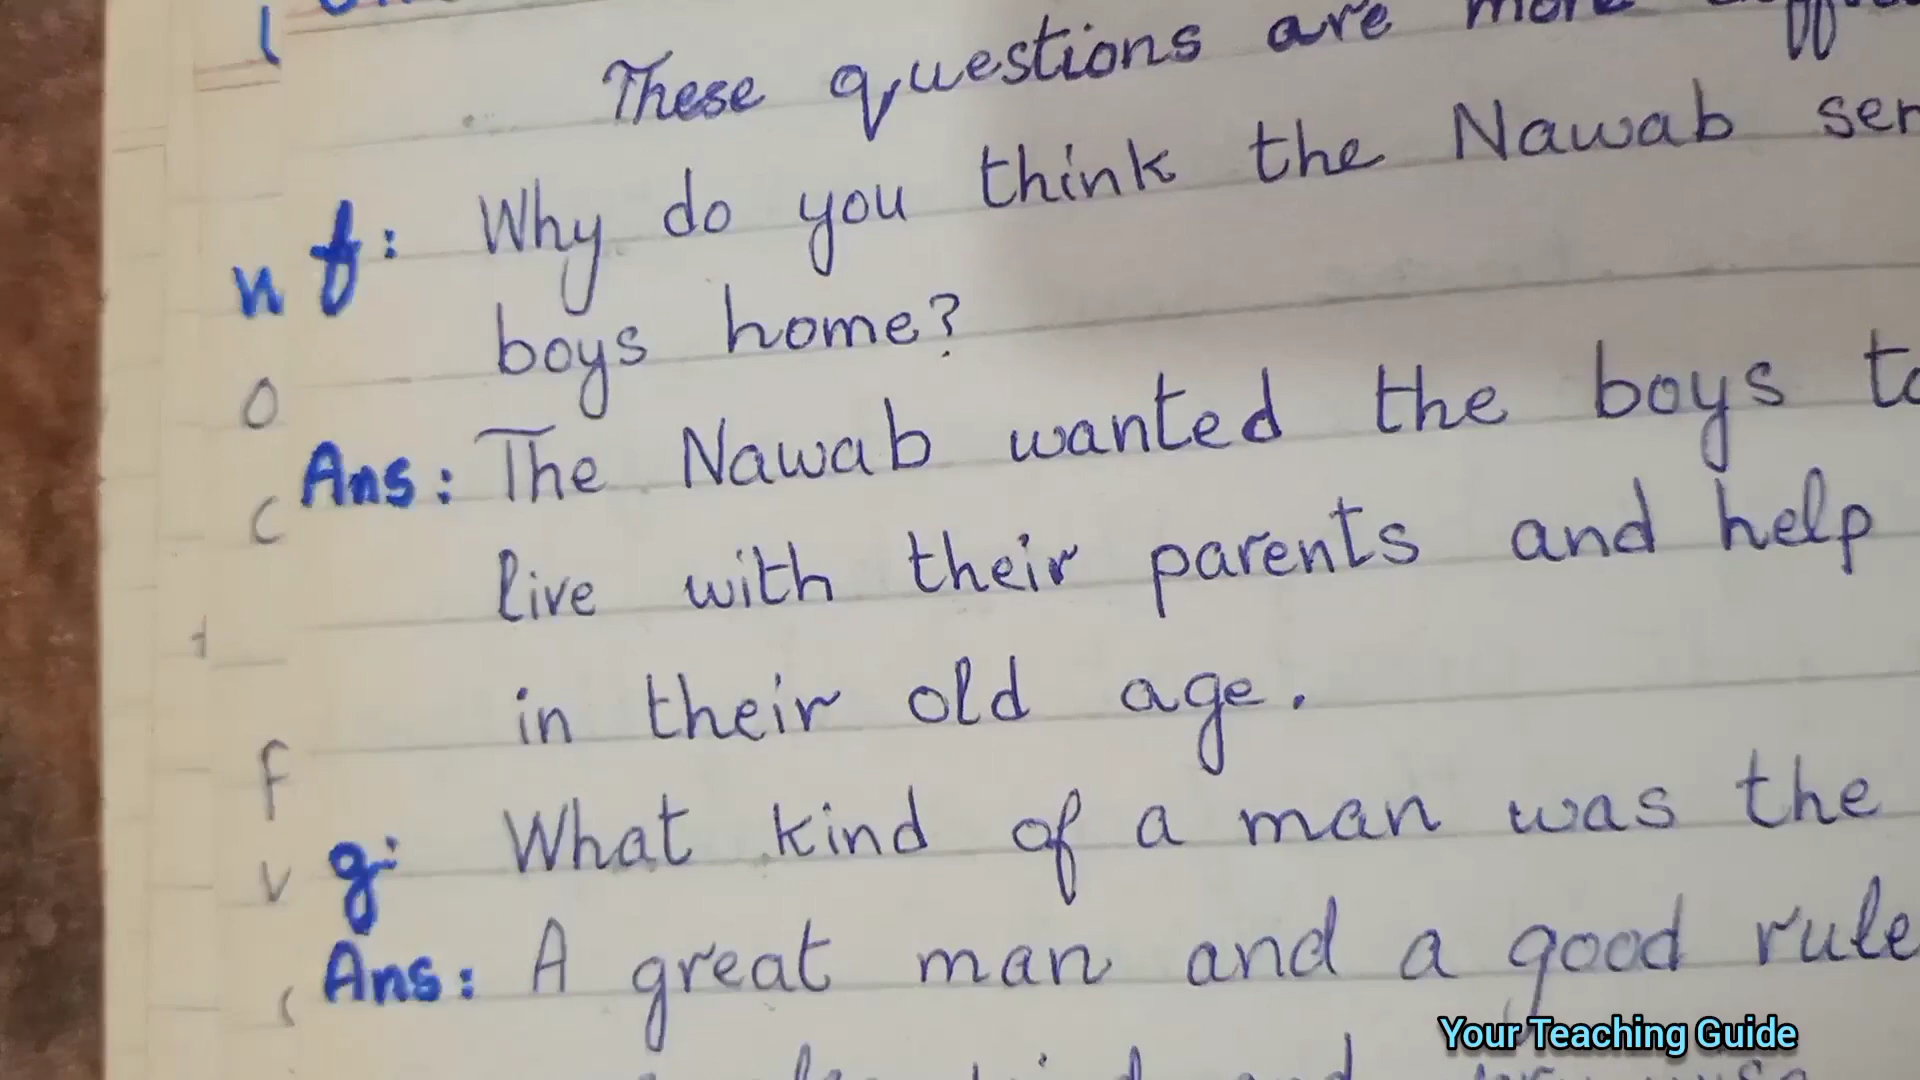 These questions are more
f: Why do you think the Nawab
boys home?
Ans: The Nawab wanted the boys
live with their parents and help
in their old age.
g: What kind of a man was the
Ans: A great man and a good
Your Teaching Guide